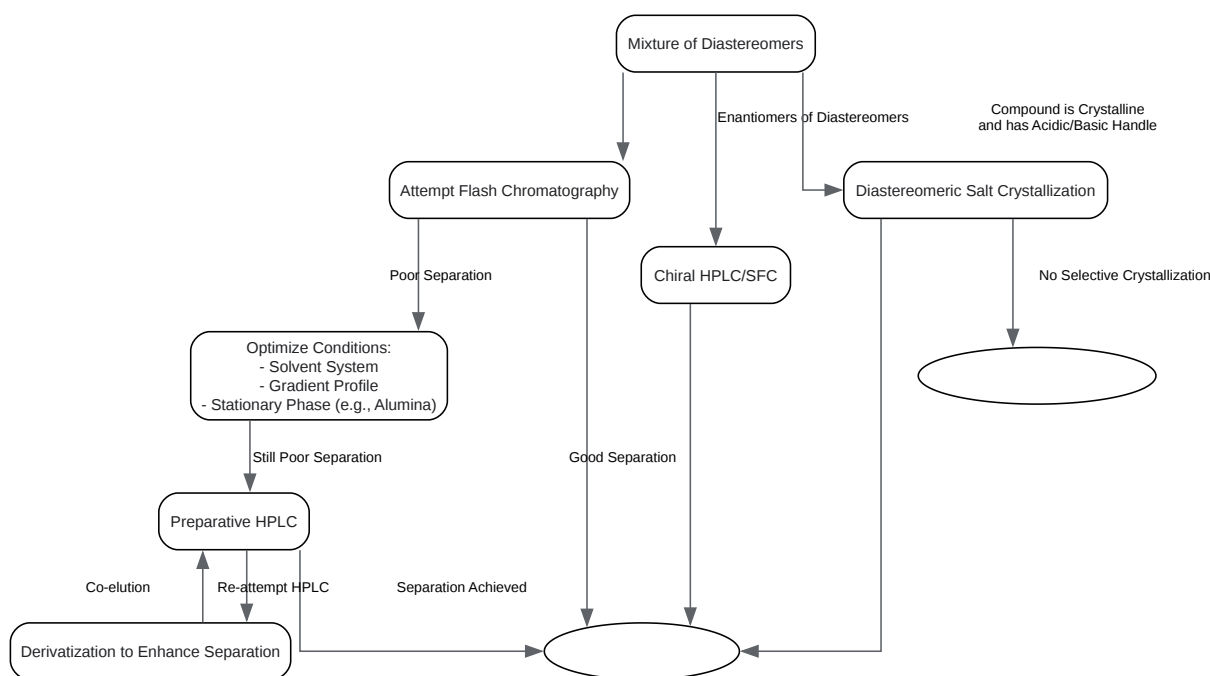 Mixture of Diastereomers
Enantiomers of Diastereomers
Compound is Crystalline
and has Acidic/Basic Handle
Attempt Flash Chromatography
Diastereomeric Salt Crystallization
Poor Separation
Chiral HPLC/SFC
No Selective Crystallization
Optimize Conditions:
- Solvent System
- Gradient Profile
- Stationary Phase (e.g., Alumina)
Still Poor Separation
Good Separation
Preparative HPLC
Co-elution
Re-attempt HPLC
Separation Achieved
Derivatization to Enhance Separation